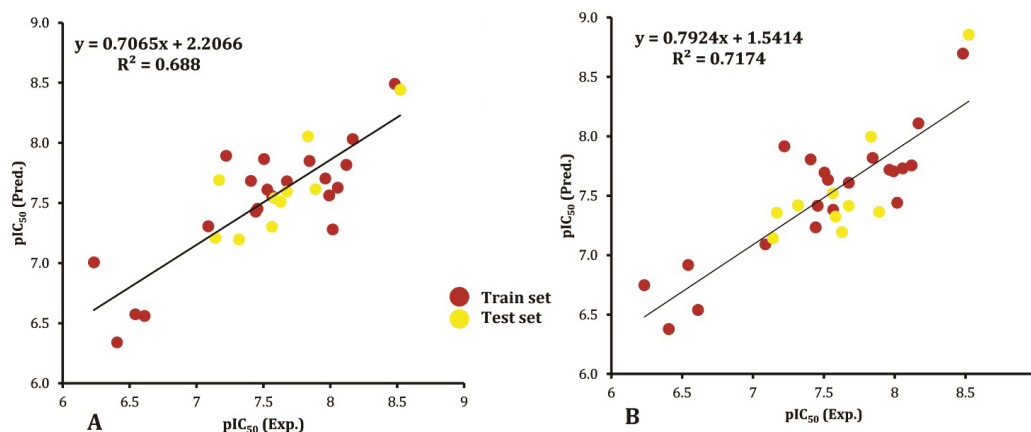 9.0
8.5
8.0
7.5
7.0
6.5
6.0
pIC50 (Pred.)
y = 0.7065x + 2.2066
R² = 0.688
6 6.5 7 7.5 8 8.5 9
A pIC50 (Exp.)
Train set
Test set
9.0
8.5
8.0
7.5
7.0
6.5
6.0
pIC50 (Pred.)
y = 0.7924x + 1.5414
R² = 0.7174
6 6.5 7 7.5 8 8.5
B pIC50 (Exp.)